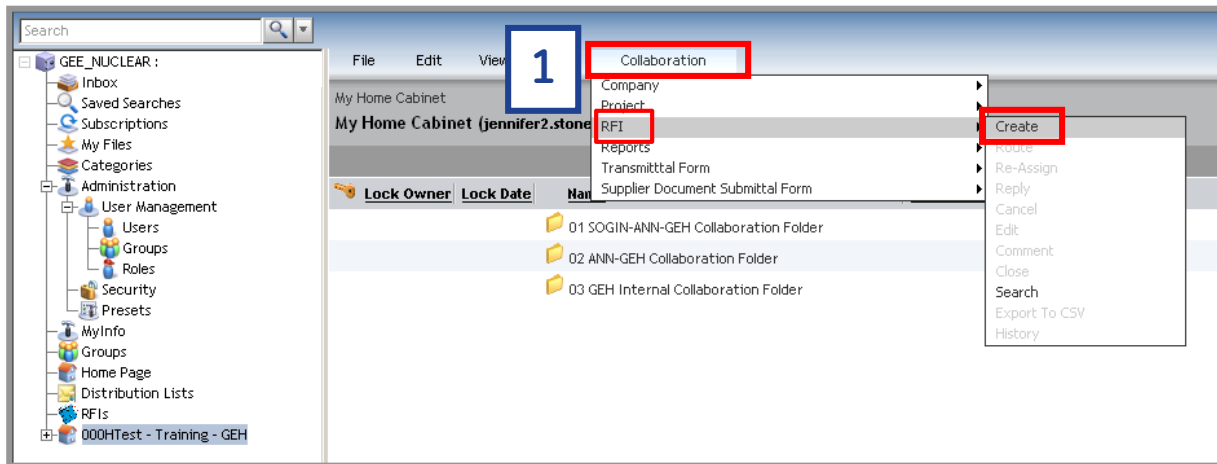 Search
GEE_NUCLEAR :
Inbox
Saved Searches
Subscriptions
My Files
Categories
Administration
User Management
Users
Groups
Roles
Security
Presets
MyInfo
Groups
Home Page
Distribution Lists
RFIs
000HTest - Training - GEH
File Edit View Collaboration
1
My Home Cabinet
My Home Cabinet (jennifer2.stone
Lock Owner Lock Date Nam
01 SOGIN-ANN-GEH Collaboration Folder
02 ANN-GEH Collaboration Folder
03 GEH Internal Collaboration Folder
Company
Project
RFI
Reports
Transmitttal Form
Supplier Document Submittal Form
Create
Route
Re-Assign
Reply
Cancel
Edit
Comment
Close
Search
Export To CSV
History